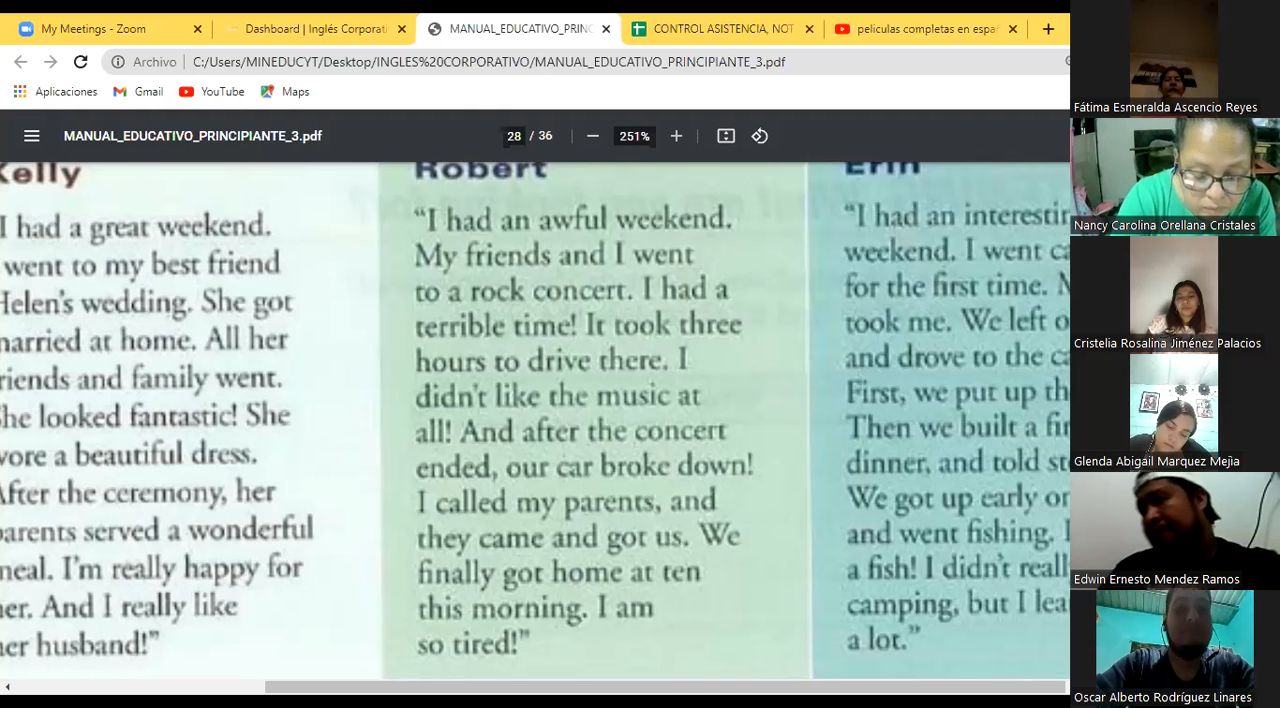 My Meetings - Zoom
Dashboard | Inglés Corporati
MANUAL_EDUCATIVO_PRINC
CONTROL ASISTENCIA, NOT
peliculas completas en espa
Archivo
C:/Users/MINEDUCYT/Desktop/INGLES%20CORPORATIVO/MANUAL_EDUCATIVO_PRINCIPIANTE_3.pdf
Aplicaciones
Gmail
YouTube
Maps
MANUAL_EDUCATIVO_PRINCIPIANTE_3.pdf
28 / 36
251%
Kelly
I had a great weekend.
went to my best friend
Helen's wedding. She got
married at home. All her
friends and family went.
She looked fantastic! She
wore a beautiful dress.
After the ceremony, her
parents served a wonderful
meal. I'm really happy for
her. And I really like
her husband!"
Robert
"I had an awful weekend.
My friends and I went
to a rock concert. I had a
terrible time! It took three
hours to drive there. I
didn't like the music at
all! And after the concert
ended, our car broke down!
I called my parents, and
they came and got us. We
finally got home at ten
this morning. I am
so tired!"
Erin
"I had an interestin
weekend. I went ca
for the first time.
took me. We left o
and drove to the ca
First, we put up th
Then we built a fir
dinner, and told sto
We got up early on
and went fishing. I
a fish! I didn't reall
camping, but I lea
a lot."
Fátima Esmeralda Ascencio Reyes
Nancy Carolina Orellana Cristales
Cristelia Rosalina Jiménez Palacios
Glenda Abigail Marquez Mejìa
Edwin Ernesto Mendez Ramos
Oscar Alberto Rodríguez Linares